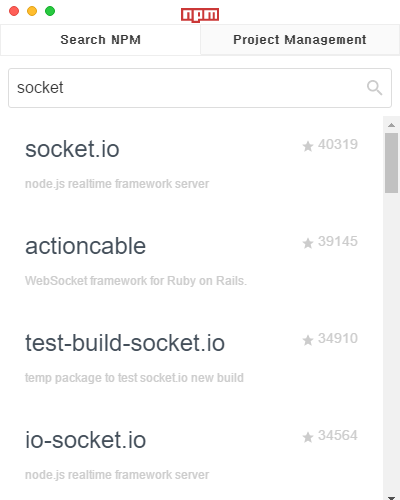 npm
Search NPM
Project Management
socket
socket.io
★ 40319
node.js realtime framework server
actioncable
★ 39145
WebSocket framework for Ruby on Rails.
test-build-socket.io
★ 34910
temp package to test socket.io new build
io-socket.io
★ 34564
node.js realtime framework server